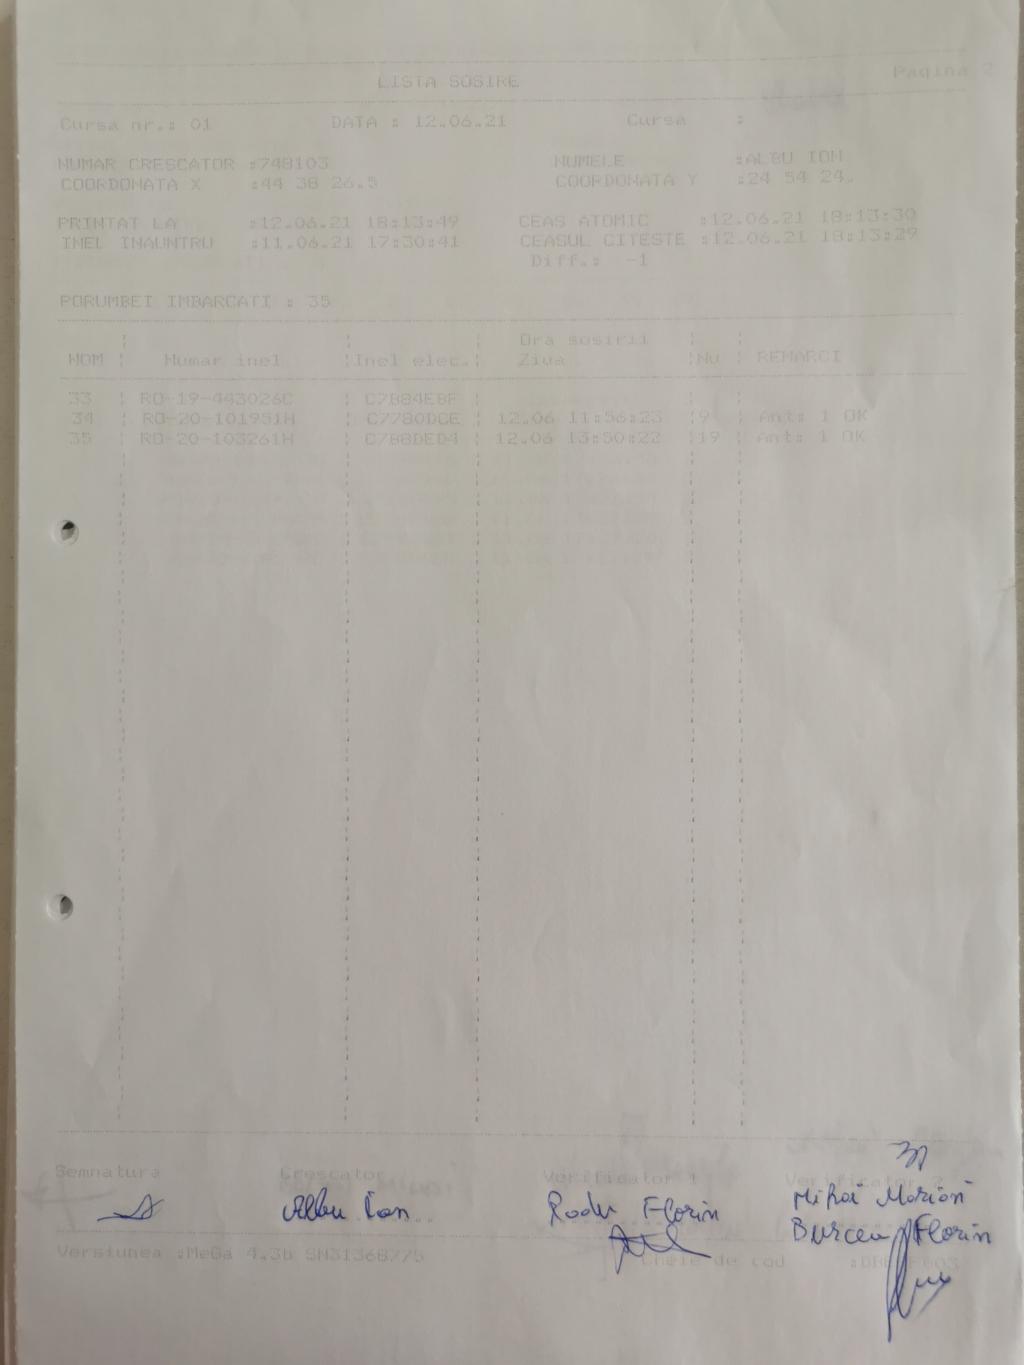 Pagina 2
LISTA SOSIRE
Cursa nr.: 01 DATA : 12.06.21 Cursa :
NUMAR CRESCATOR :748103 NUMELE :ALBU ION
COORDONATA X :44 38 26.5 COORDONATA Y :24 54 24.
PRINTAT LA :12.06.21 18:13:49 CEAS ATOMIC :12.06.21 18:13:30
INEL INAUNTRU :11.06.21 17:30:41 CEASUL CITESTE :12.06.21 18:13:29
Diff.: -1
PORUMBEI IMBARCATI : 35
Ora sosirii
NOM Numar inel Inel elec. Ziua Nu REMARCI
33 RO-19-443026C C7B84EBF
34 RO-20-101951H C7780DCE 12.06 11:56:23 9 Ant: 1 OK
35 RO-20-103261H C7B8DED4 12.06 13:50:22 19 Ant: 1 OK
Semnatura Crescator Verificator 1 Verificator 2
Albu Ion Radu Florin Mihai Marian
Burcea Florin
Versiunea :MeGa 4.3b SN31368775 Cheie de cod